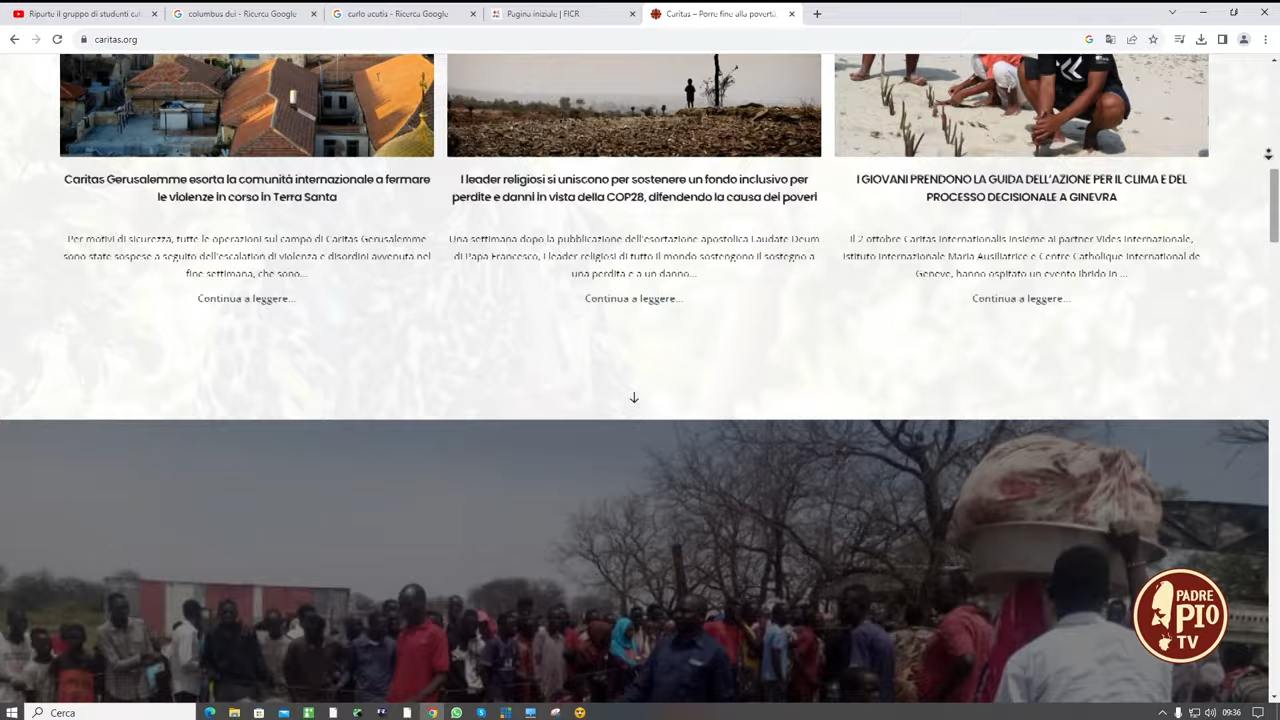 Riparte il gruppo di studenti cat
columbus dei - Ricerca Google
carlo acutis - Ricerca Google
Pagina iniziale | FICR
Caritas – Porre fine alla povertà,
caritas.org
Caritas Gerusalemme esorta la comunità internazionale a fermare
le violenze in corso in Terra Santa
Per motivi di sicurezza, tutte le operazioni sul campo di Caritas Gerusalemme
sono state sospese a seguito dell'escalation di violenza e disordini avvenuta nel
fine settimana, che sono...
Continua a leggere...
I leader religiosi si uniscono per sostenere un fondo inclusivo per
perdite e danni in vista della COP28, difendendo la causa dei poveri
Una settimana dopo la pubblicazione dell'esortazione apostolica Laudate Deum
di Papa Francesco, i leader religiosi di tutto il mondo sostengono il sostegno a
una perdita e a un danno...
Continua a leggere...
I GIOVANI PRENDONO LA GUIDA DELL'AZIONE PER IL CLIMA E DEL
PROCESSO DECISIONALE A GINEVRA
Il 2 ottobre Caritas Internationalis insieme ai partner Vides Internazionale,
Istituto Internazionale Maria Ausiliatrice e Centre Catholique International de
Geneve, hanno ospitato un evento ibrido in ...
Continua a leggere...
PADRE
PIO
TV
Cerca
09:36